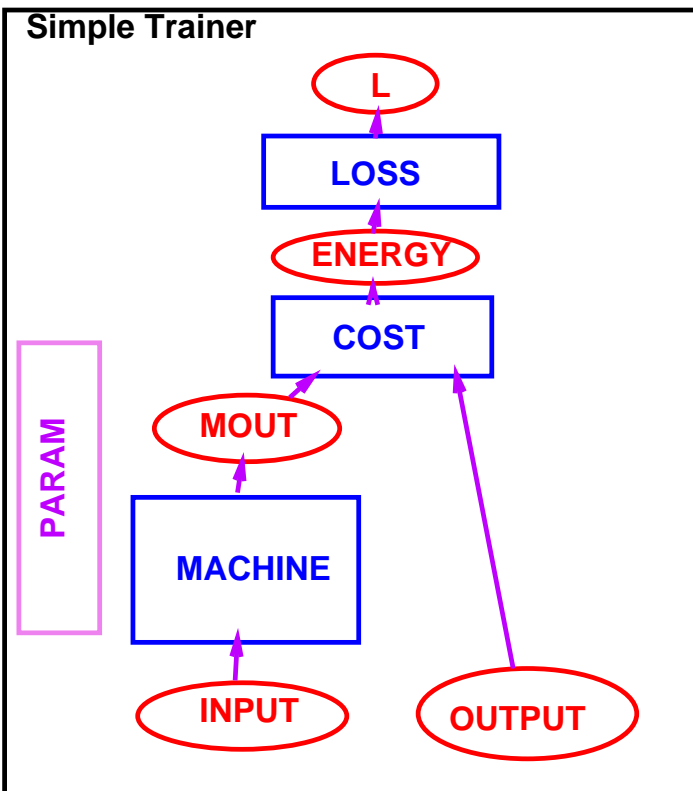 Simple Trainer
L
LOSS
ENERGY
COST
MOUT
PARAM
MACHINE
INPUT
OUTPUT